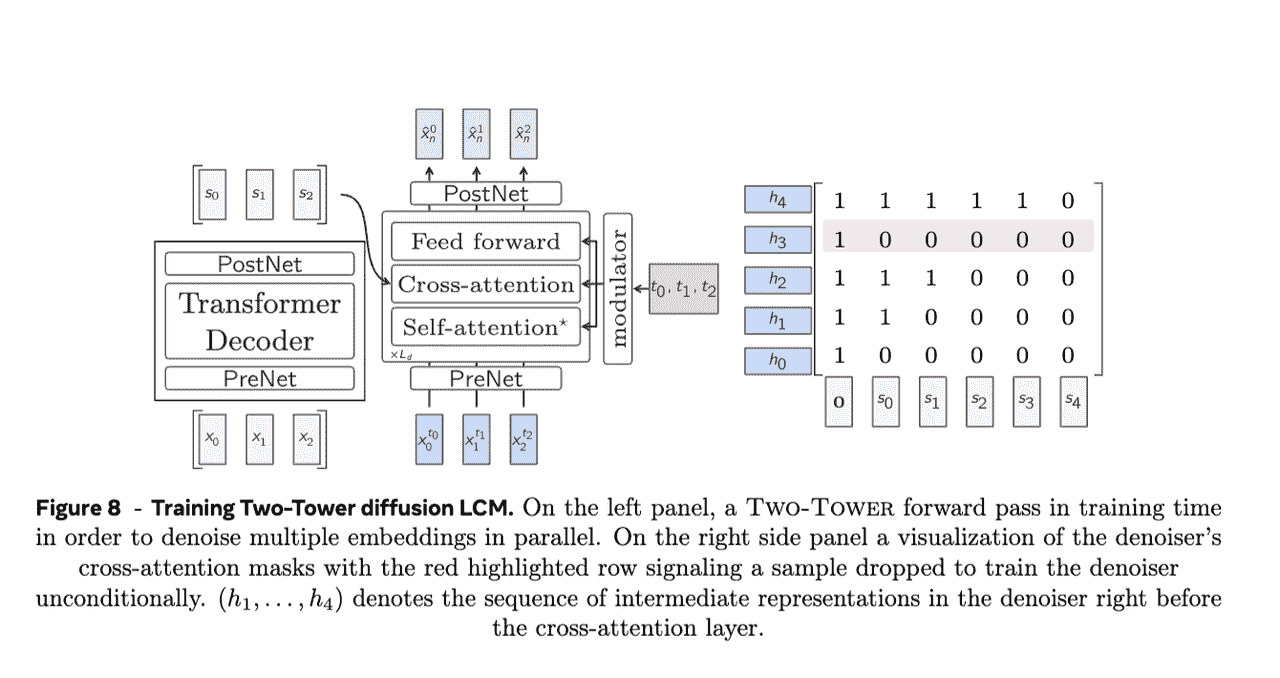 x̂ₙ⁰ x̂ₙ¹ x̂ₙ²
s₀ s₁ s₂
PostNet
Feed forward
Cross-attention
Self-attention*
×L_d
PreNet
x₀^{t₀} x₁^{t₁} x₂^{t₂}
modulator
t₀, t₁, t₂
PostNet
Transformer
Decoder
PreNet
x₀ x₁ x₂
h₄ 1 1 1 1 1 0
h₃ 1 0 0 0 0 0
h₂ 1 1 1 0 0 0
h₁ 1 1 0 0 0 0
h₀ 1 0 0 0 0 0
0 s₀ s₁ s₂ s₃ s₄
Figure 8 - Training Two-Tower diffusion LCM. On the left panel, a Two-Tower forward pass in training time
in order to denoise multiple embeddings in parallel. On the right side panel a visualization of the denoiser's
cross-attention masks with the red highlighted row signaling a sample dropped to train the denoiser
unconditionally. (h₁, . . . , h₄) denotes the sequence of intermediate representations in the denoiser right before
the cross-attention layer.